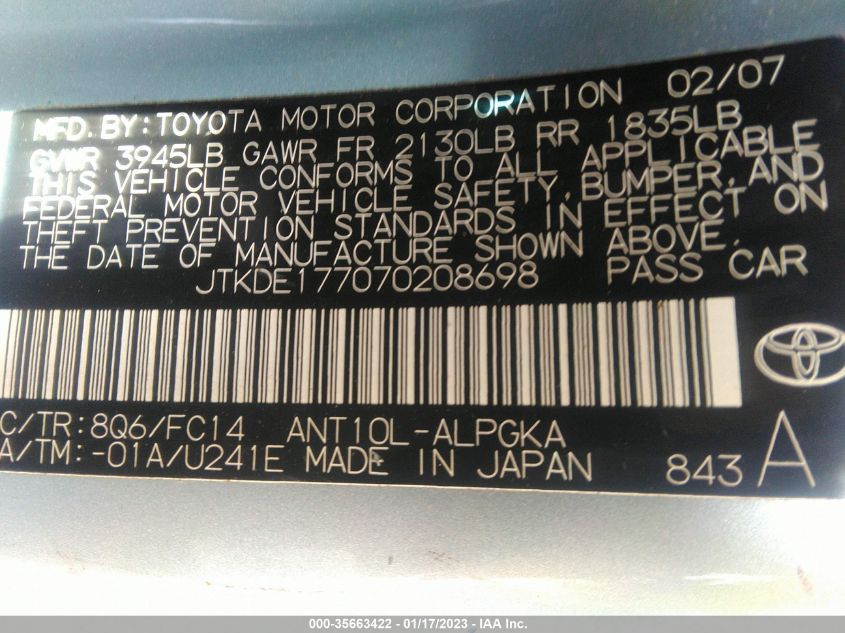 MFD. BY: TOYOTA MOTOR CORPORATION 02/07
GVWR 3945LB GAWR FR 2130LB RR 1835LB
THIS VEHICLE CONFORMS TO ALL APPLICABLE
FEDERAL MOTOR VEHICLE SAFETY, BUMPER, AND
THEFT PREVENTION STANDARDS IN EFFECT ON
THE DATE OF MANUFACTURE SHOWN ABOVE.
JTKDE177070208698 PASS CAR
C/TR: 8Q6/FC14 ANT10L-ALPGKA
A/TM: -01A/U241E MADE IN JAPAN 843 A
000-35663422 - 01/17/2023 - IAA Inc.